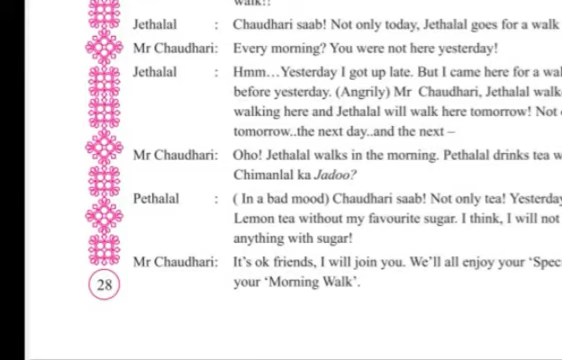 Jethalal : Chaudhari saab! Not only today, Jethalal goes for a walk
Mr Chaudhari: Every morning? You were not here yesterday!
Jethalal : Hmm…Yesterday I got up late. But I came here for a
before yesterday. (Angrily) Mr Chaudhari, Jethalal
walking here and Jethalal will walk here tomorrow! Not
tomorrow..the next day..and the next –
Mr Chaudhari: Oho! Jethalal walks in the morning. Pethalal drinks tea
Chimanlal ka Jadoo?
Pethalal : ( In a bad mood) Chaudhari saab! Not only tea!
Lemon tea without my favourite sugar. I think, I will not
anything with sugar!
Mr Chaudhari: It's ok friends, I will join you. We'll all enjoy your
your 'Morning Walk'.
28